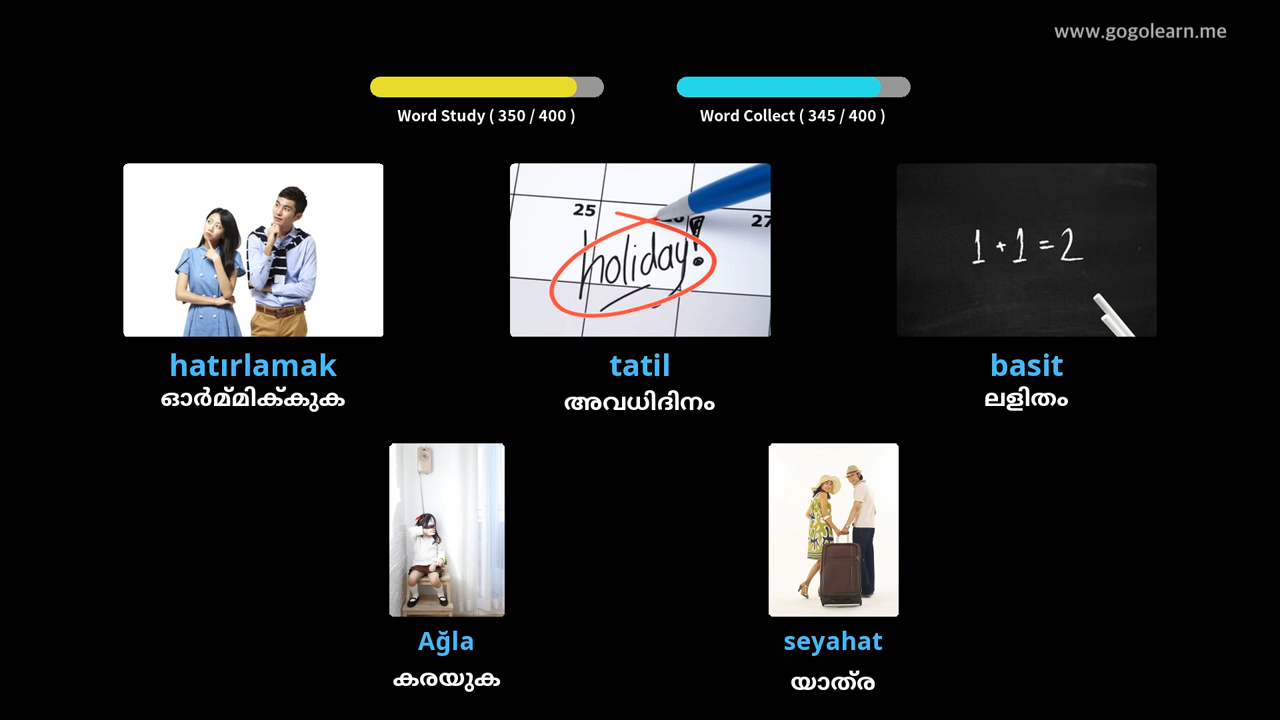 www.gogolearn.me
Word Study ( 350 / 400 )
Word Collect ( 345 / 400 )
25
27
holiday!
1 + 1 = 2
hatırlamak
tatil
basit
ഓർമ്മിക്കുക
അവധിദിനം
ലളിതം
Ağla
seyahat
കരയുക
യാത്ര